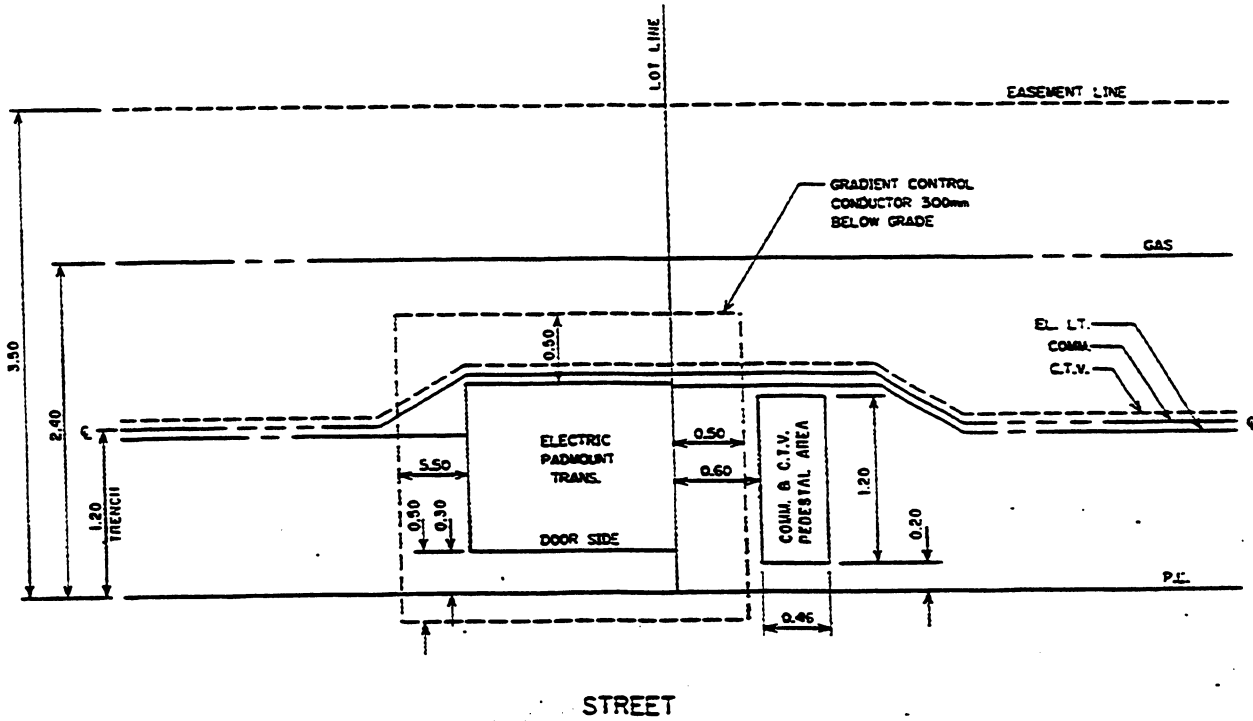 LOT LINE
EASEMENT LINE
GRADIENT CONTROL
CONDUCTOR 300mm
BELOW GRADE
GAS
3.50
2.40
0.50
EL. LT.
COMM.
C.T.V.
℄
℄
1.20
TRENCH
ELECTRIC
PADMOUNT
TRANS.
0.50
5.50
0.60
COMM. & C.T.V.
PEDESTAL AREA
1.20
0.50
0.30
DOOR SIDE
0.20
P.L.
0.46
STREET